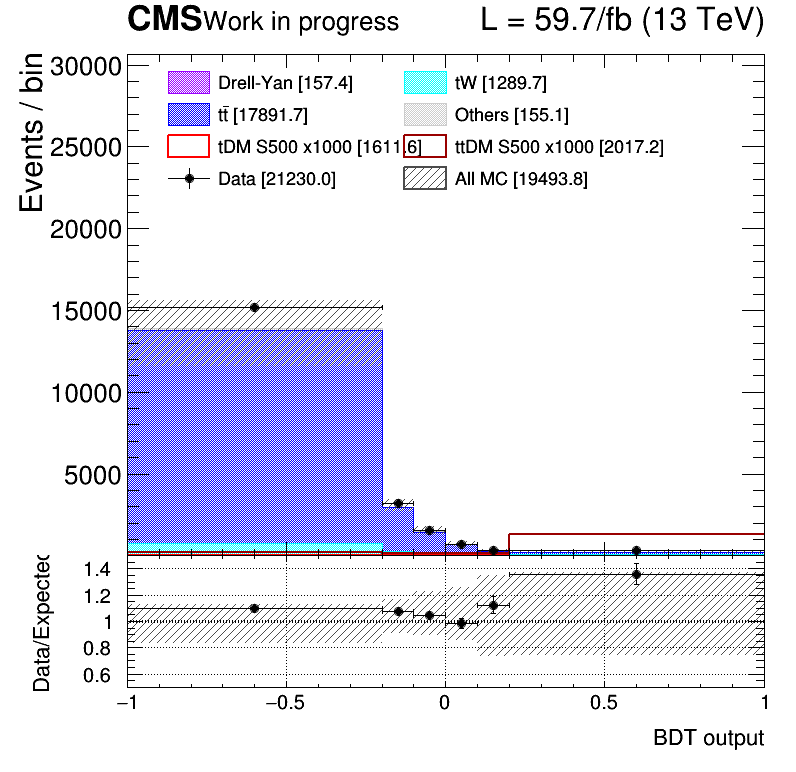 CMS Work in progress L = 59.7/fb (13 TeV)
Events / bin
30000
25000
20000
15000
10000
5000
Drell-Yan [157.4]
tW [1289.7]
tt̄ [17891.7]
Others [155.1]
tDM S500 x1000 [1611.6]
ttDM S500 x1000 [2017.2]
Data [21230.0]
All MC [19493.8]
Data/Expected
1.4
1.2
1
0.8
0.6
−1 −0.5 0 0.5 1
BDT output